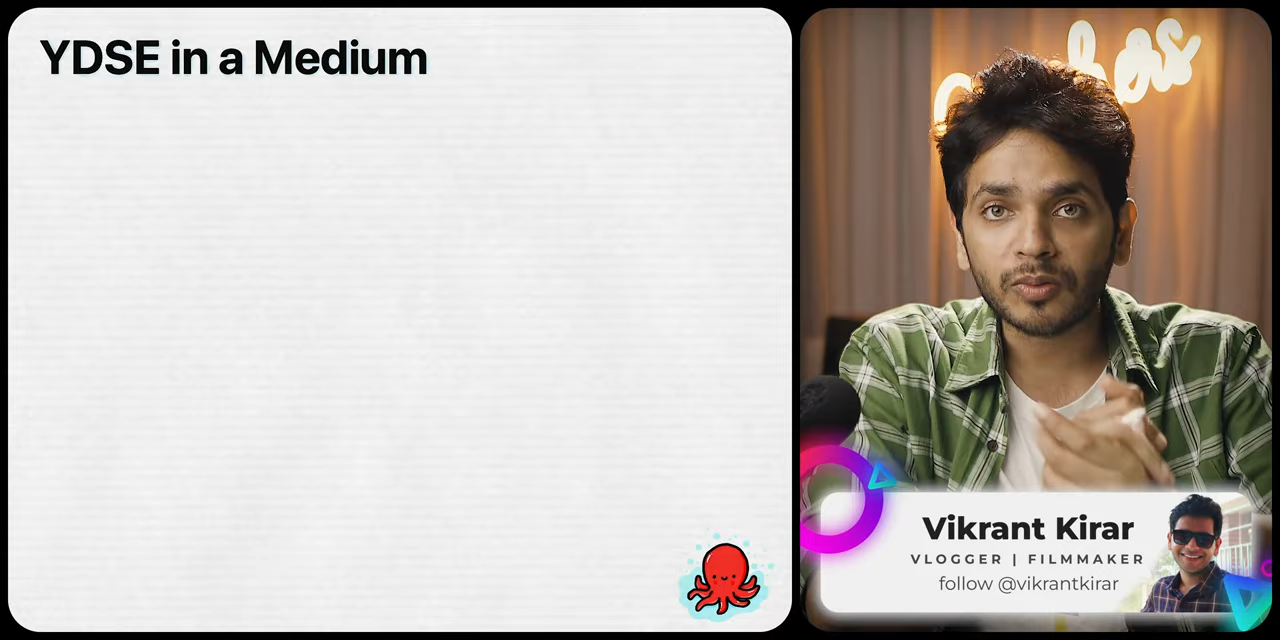 YDSE in a Medium
Vikrant Kirar
VLOGGER | FILMMAKER
follow @vikrantkirar